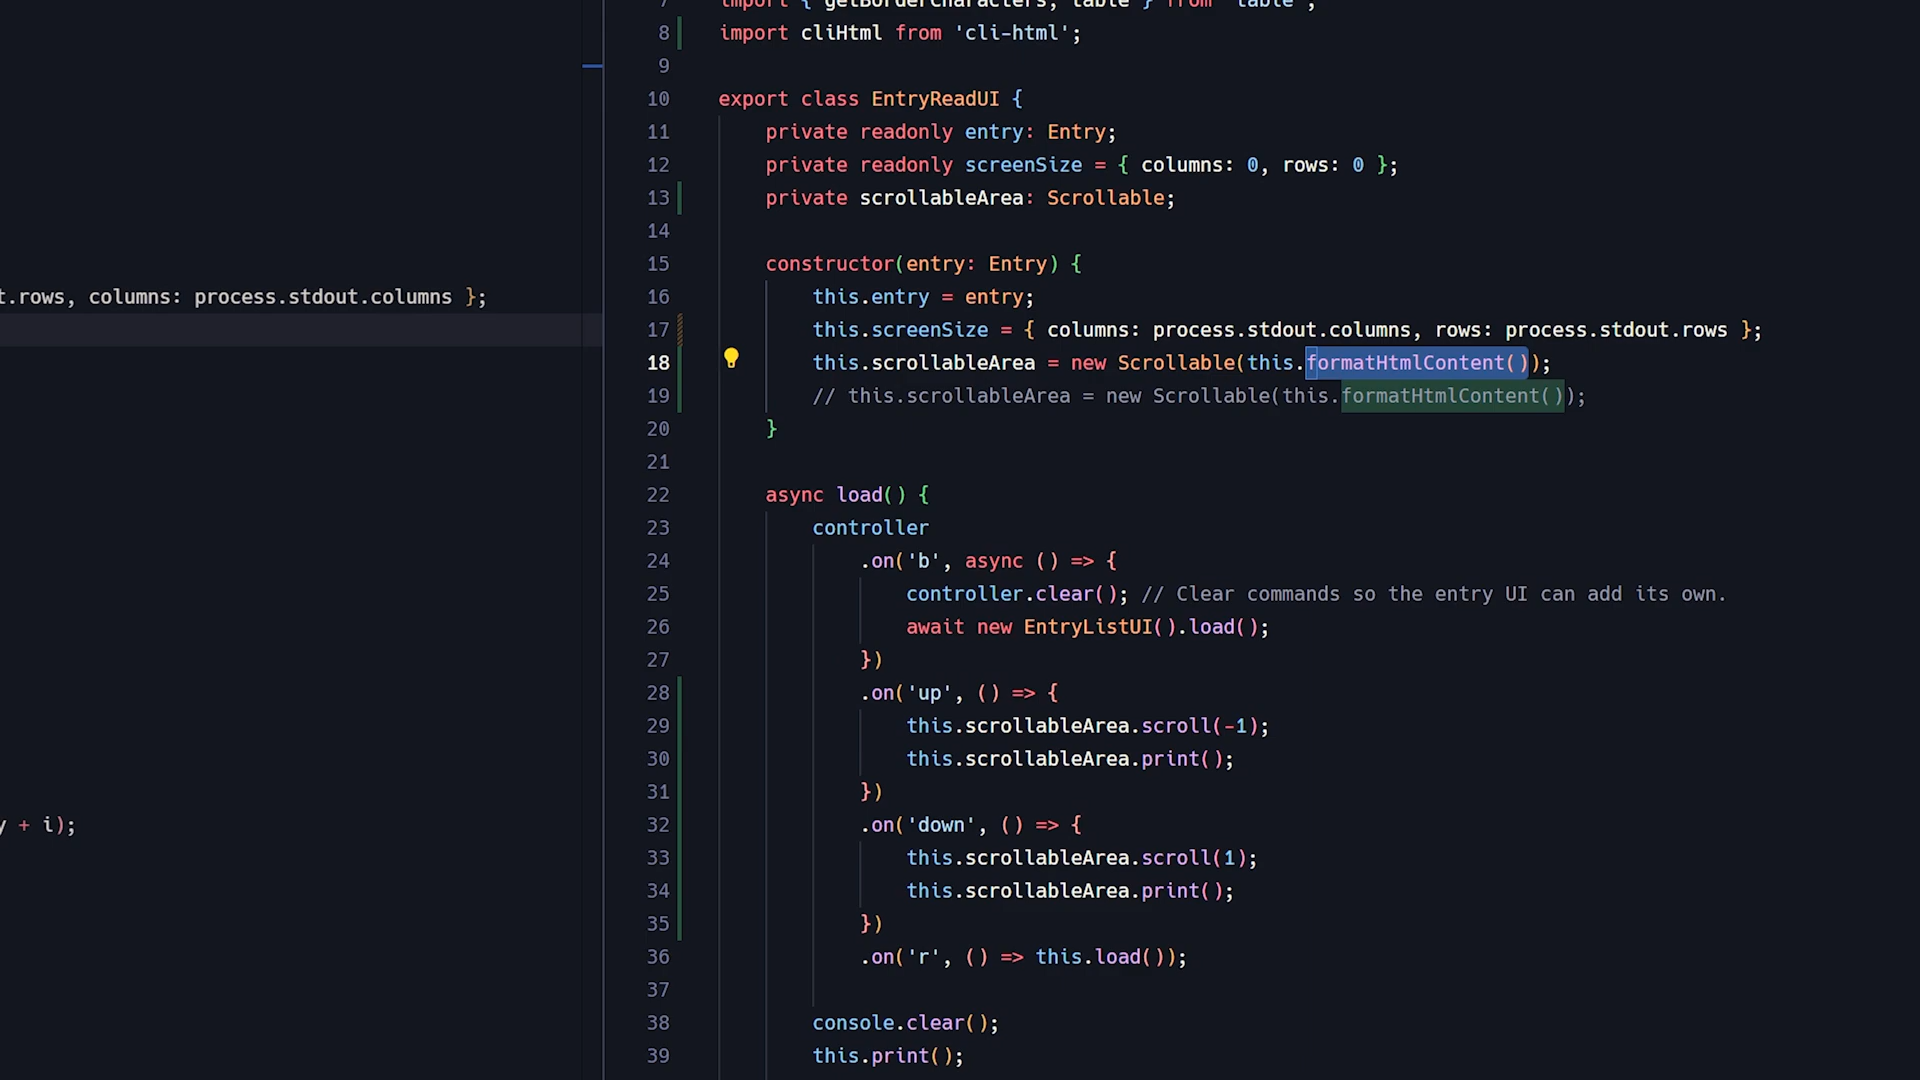 t.rows, columns: process.stdout.columns };
y + i);
7 import { getBorderCharacters, table } from 'table';
8 import cliHtml from 'cli-html';
9
10 export class EntryReadUI {
11 private readonly entry: Entry;
12 private readonly screenSize = { columns: 0, rows: 0 };
13 private scrollableArea: Scrollable;
14
15 constructor(entry: Entry) {
16 this.entry = entry;
17 this.screenSize = { columns: process.stdout.columns, rows: process.stdout.rows };
18 this.scrollableArea = new Scrollable(this.formatHtmlContent());
19 // this.scrollableArea = new Scrollable(this.formatHtmlContent());
20 }
21
22 async load() {
23 controller
24 .on('b', async () => {
25 controller.clear(); // Clear commands so the entry UI can add its own.
26 await new EntryListUI().load();
27 })
28 .on('up', () => {
29 this.scrollableArea.scroll(-1);
30 this.scrollableArea.print();
31 })
32 .on('down', () => {
33 this.scrollableArea.scroll(1);
34 this.scrollableArea.print();
35 })
36 .on('r', () => this.load());
37
38 console.clear();
39 this.print();